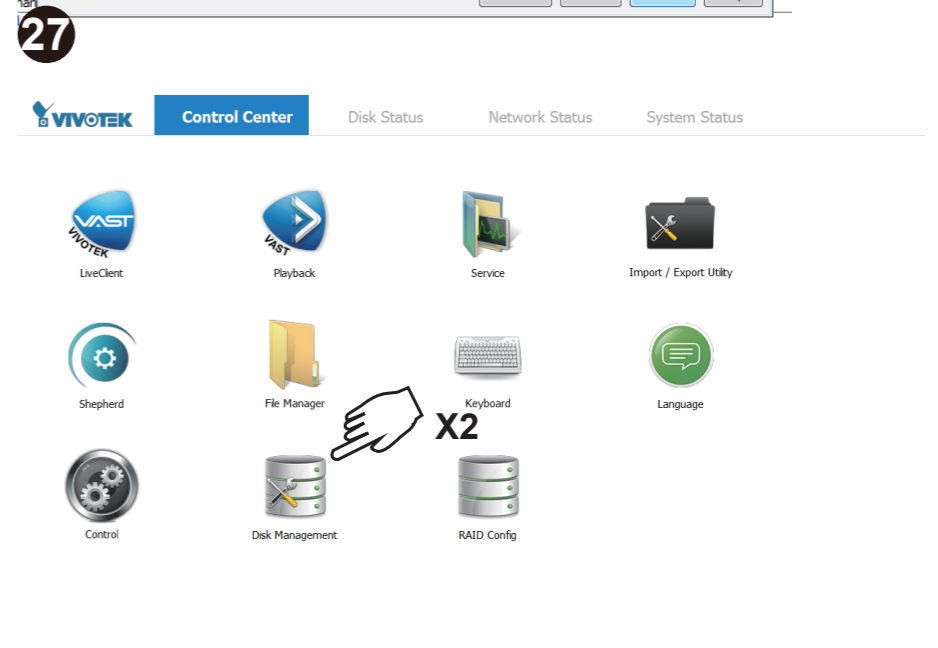 27
VIVOTEK Control Center Disk Status Network Status System Status
VAST VIVOTEK VAST
LiveClient Playback Service Import / Export Utility
Shepherd File Manager Keyboard Language
X2
Control Disk Management RAID Config